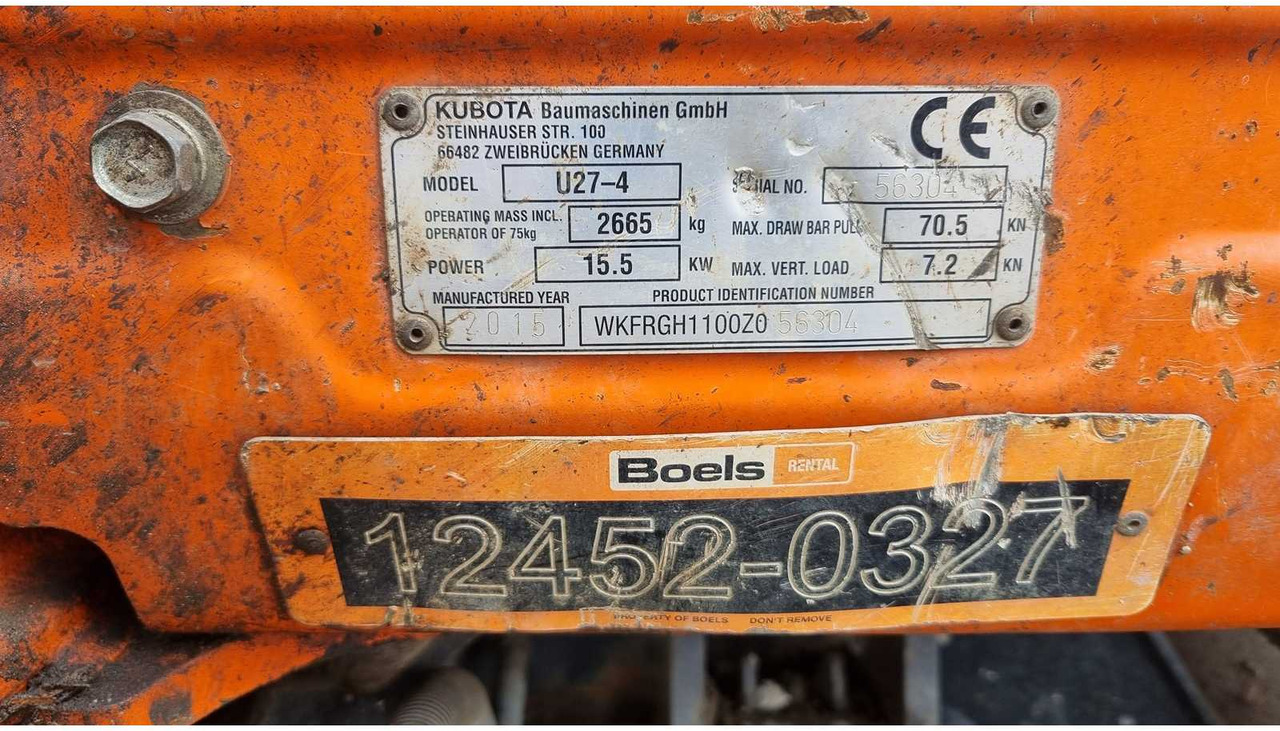 KUBOTA Baumaschinen GmbH
STEINHAUSER STR. 100
66482 ZWEIBRÜCKEN GERMANY
CE
MODEL U27-4 SERIAL NO. 56304
OPERATING MASS INCL. OPERATOR OF 75kg 2665 kg MAX. DRAW BAR PULL 70.5 KN
POWER 15.5 KW MAX. VERT. LOAD 7.2 KN
MANUFACTURED YEAR PRODUCT IDENTIFICATION NUMBER
2015 WKFRGH1100Z056304
Boels RENTAL
12452-0327
PROPERTY OF BOELS DON'T REMOVE